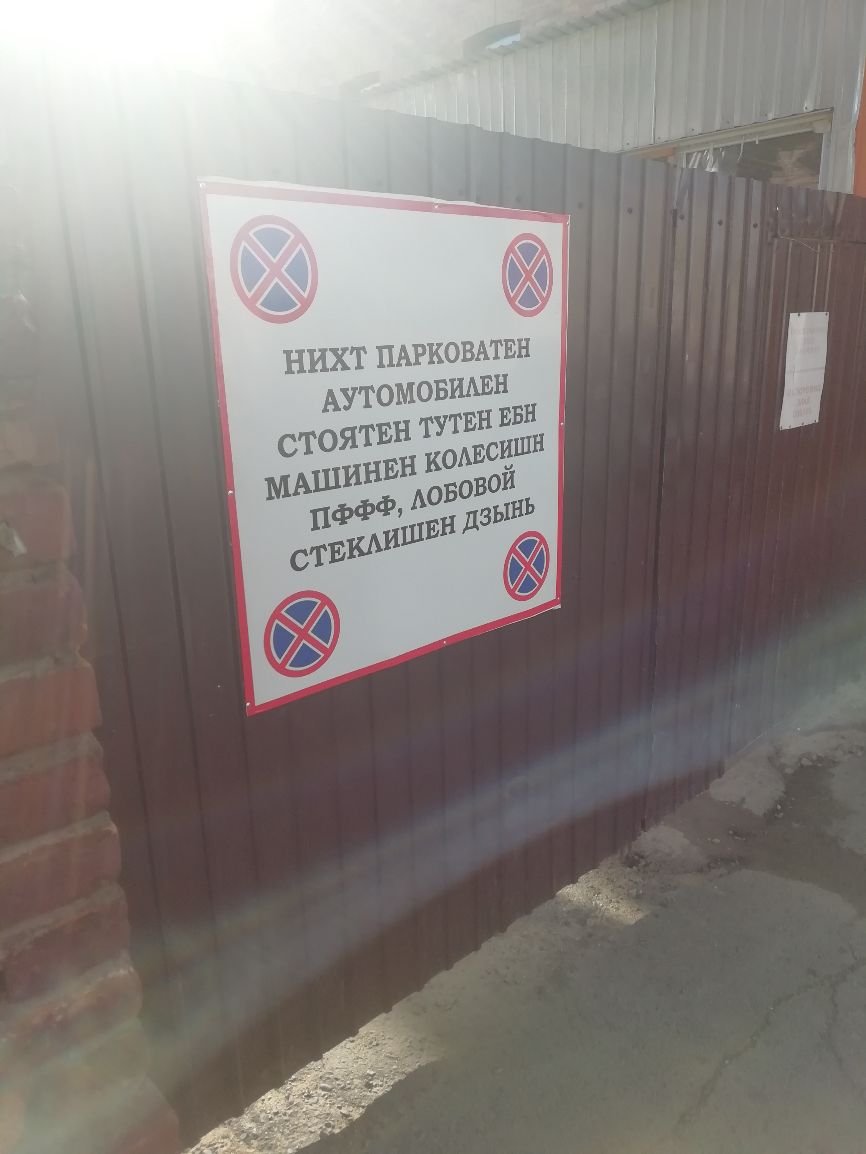 НИХТ ПАРКОВАТЕН
АУТОМОБИЛЕН
СТОЯТЕН ТУТЕН ЕБН
МАШИНЕН КОЛЕСИШН
ПФФФ, ЛОБОВОЙ
СТЕКЛИШЕН ДЗЫНЬ